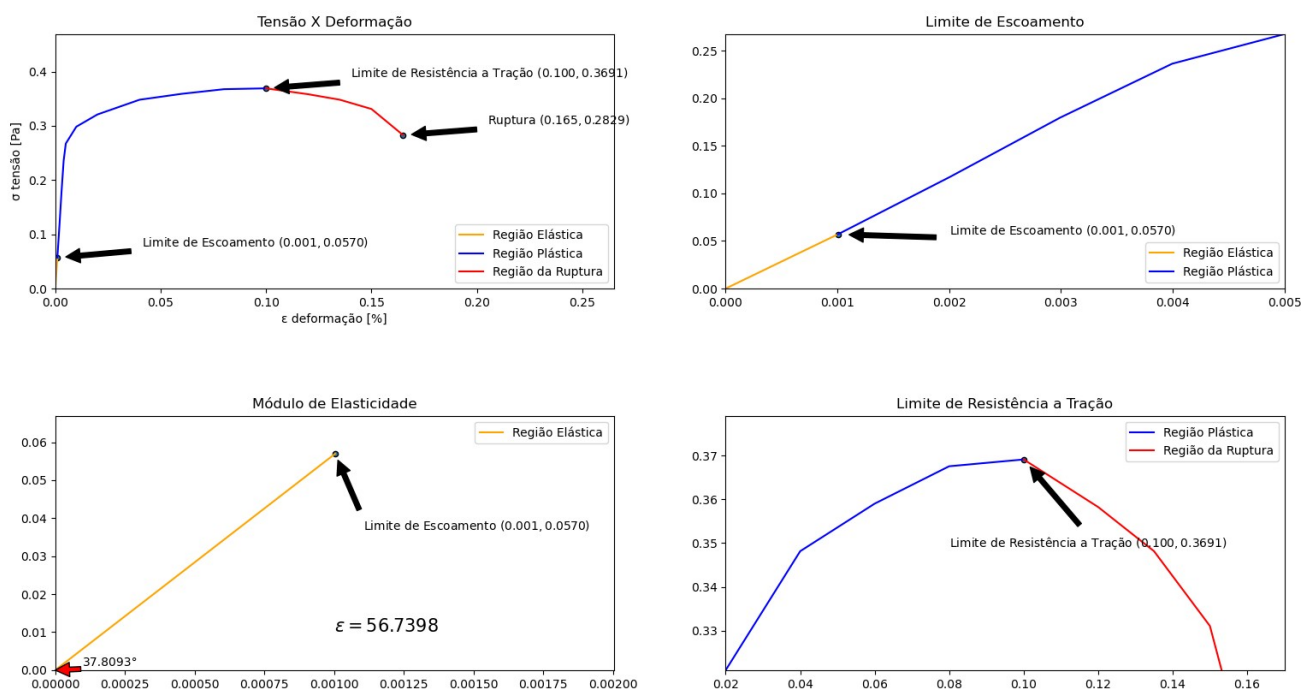 Tensão X Deformação
0.4
0.3
0.2
0.1
0.0
σ tensão [Pa]
Limite de Resistência a Tração (0.100, 0.3691)
Ruptura (0.165, 0.2829)
Limite de Escoamento (0.001, 0.0570)
Região Elástica
Região Plástica
Região da Ruptura
0.00 0.05 0.10 0.15 0.20 0.25
ε deformação [%]
Limite de Escoamento
0.25
0.20
0.15
0.10
0.05
0.00
Limite de Escoamento (0.001, 0.0570)
Região Elástica
Região Plástica
0.000 0.001 0.002 0.003 0.004 0.005
Módulo de Elasticidade
0.06
0.05
0.04
0.03
0.02
0.01
0.00
Região Elástica
Limite de Escoamento (0.001, 0.0570)
ε = 56.7398
37.8093°
0.00000 0.00025 0.00050 0.00075 0.00100 0.00125 0.00150 0.00175 0.00200
Limite de Resistência a Tração
0.37
0.36
0.35
0.34
0.33
Região Plástica
Região da Ruptura
Limite de Resistência a Tração (0.100, 0.3691)
0.02 0.04 0.06 0.08 0.10 0.12 0.14 0.16